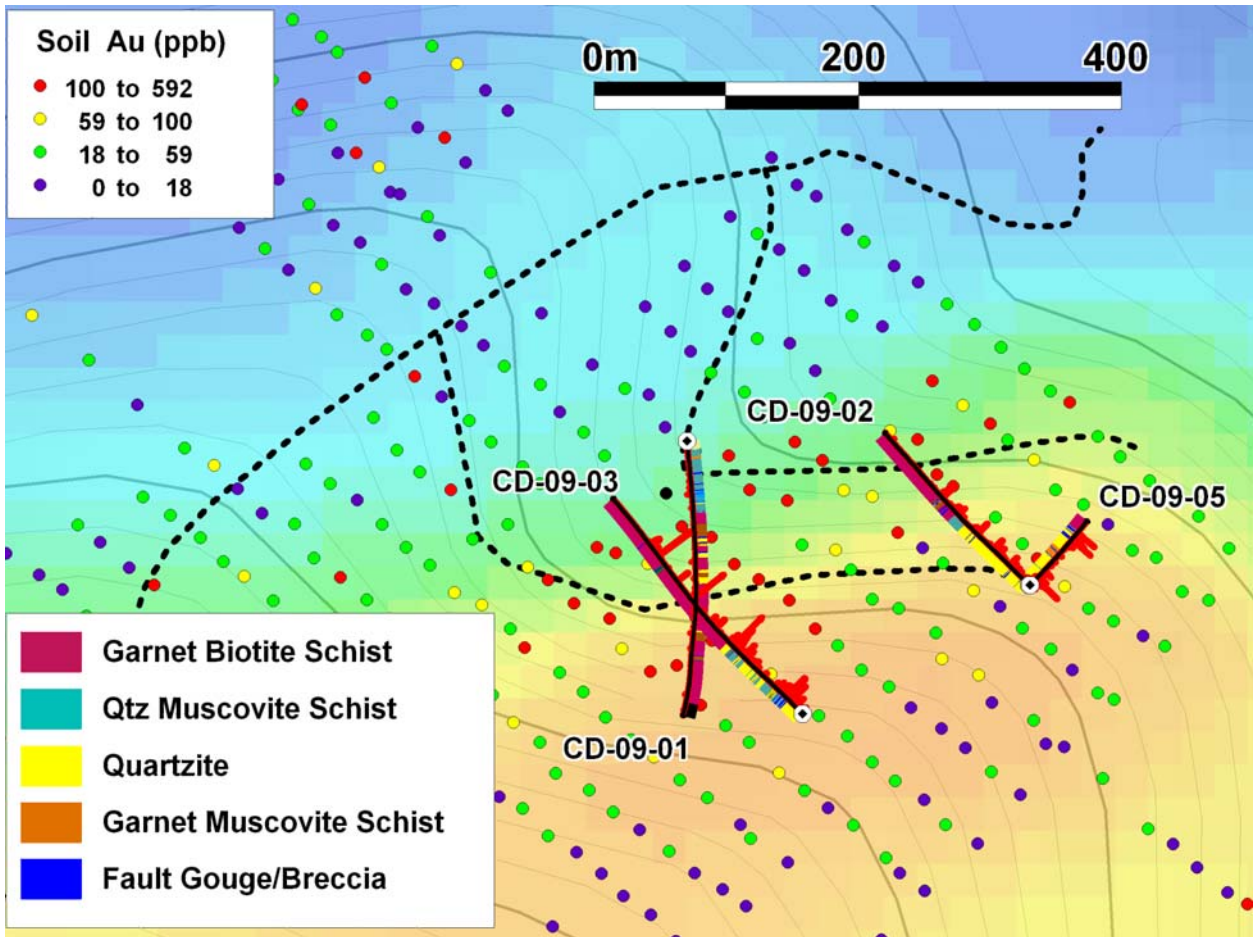 Soil Au (ppb)
100 to 592
59 to 100
18 to 59
0 to 18
0m 200 400
CD-09-02
CD-09-03
CD-09-05
CD-09-01
Garnet Biotite Schist
Qtz Muscovite Schist
Quartzite
Garnet Muscovite Schist
Fault Gouge/Breccia